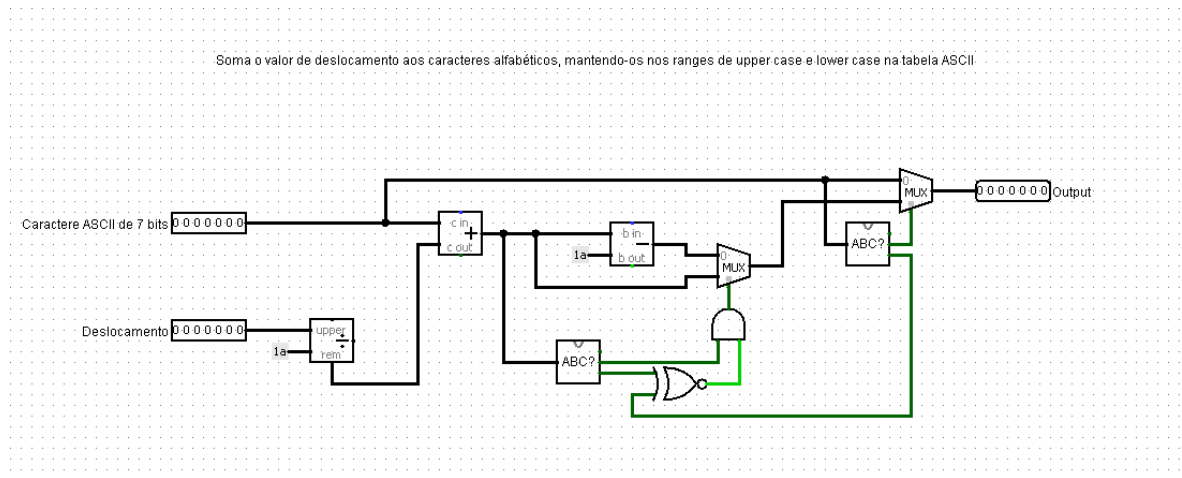 Soma o valor de deslocamento aos caracteres alfabéticos, mantendo-os nos ranges de upper case e lower case na tabela ASCII
0
MUX
0 0 0 0 0 0 0
Output
Caractere ASCII de 7 bits
0 0 0 0 0 0 0
c in
+
c out
b in
−
1a
b out
ABC?
0
MUX
Deslocamento
0 0 0 0 0 0 0
upper
÷
1a
rem
ABC?